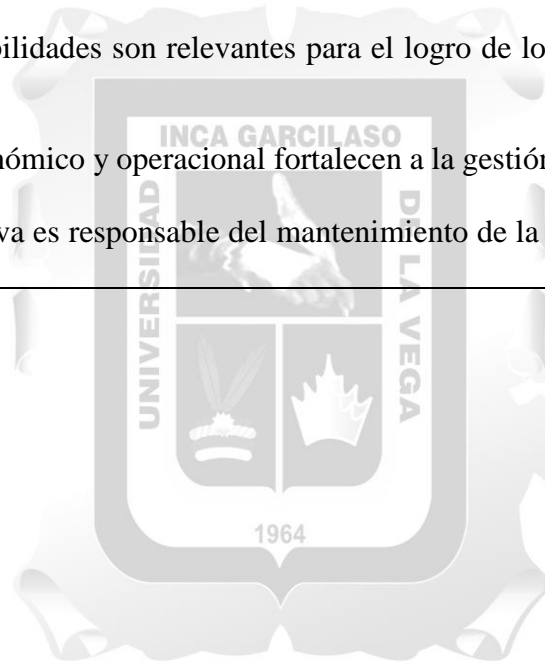 bilidades son relevantes para el logro de lo
INCA GARCILASO
nómico y operacional fortalecen a la gestión
UNIVERSIDAD
DE LA VEGA
va es responsable del mantenimiento de la
1964